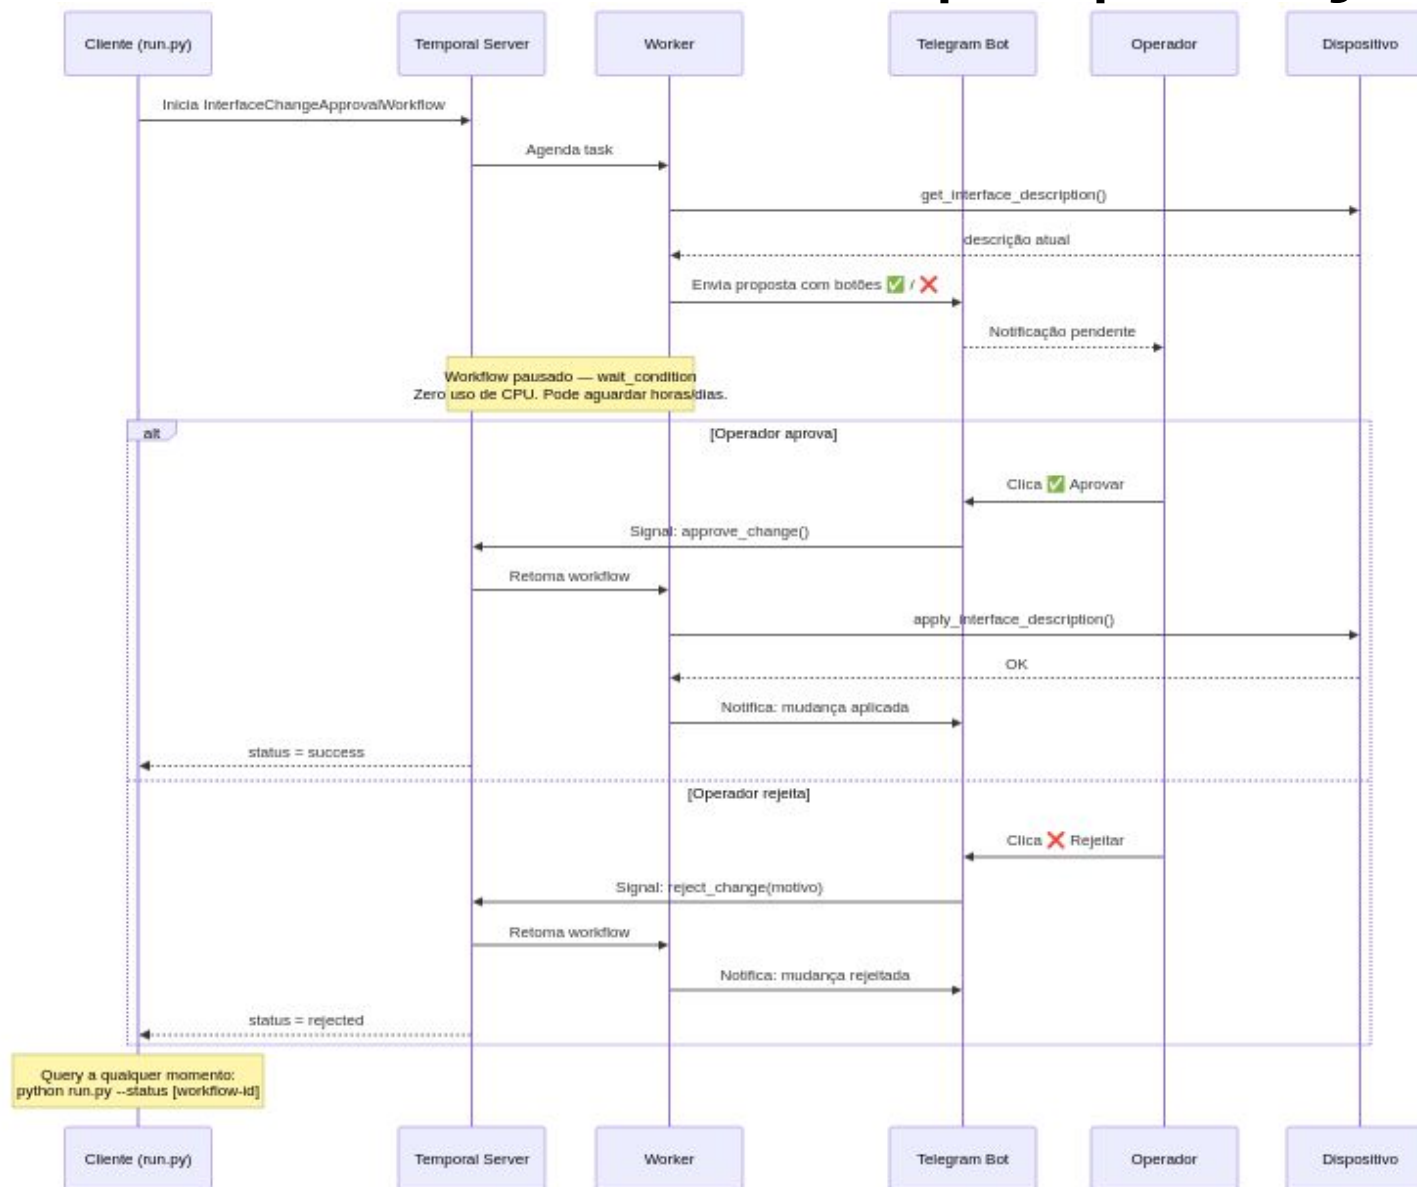 Cliente (run.py)
Temporal Server
Worker
Telegram Bot
Operador
Dispositivo
Inicia InterfaceChangeApprovalWorkflow
Agenda task
get_interface_description()
descrição atual
Envia proposta com botões ✅ / ❌
Notificação pendente
Workflow pausado — wait_condition
Zero uso de CPU. Pode aguardar horas/dias.
alt
[Operador aprova]
Clica ✅ Aprovar
Signal: approve_change()
Retoma workflow
apply_interface_description()
OK
Notifica: mudança aplicada
status = success
[Operador rejeita]
Clica ❌ Rejeitar
Signal: reject_change(motivo)
Retoma workflow
Notifica: mudança rejeitada
status = rejected
Query a qualquer momento:
python run.py --status [workflow-id]
Cliente (run.py)
Temporal Server
Worker
Telegram Bot
Operador
Dispositivo